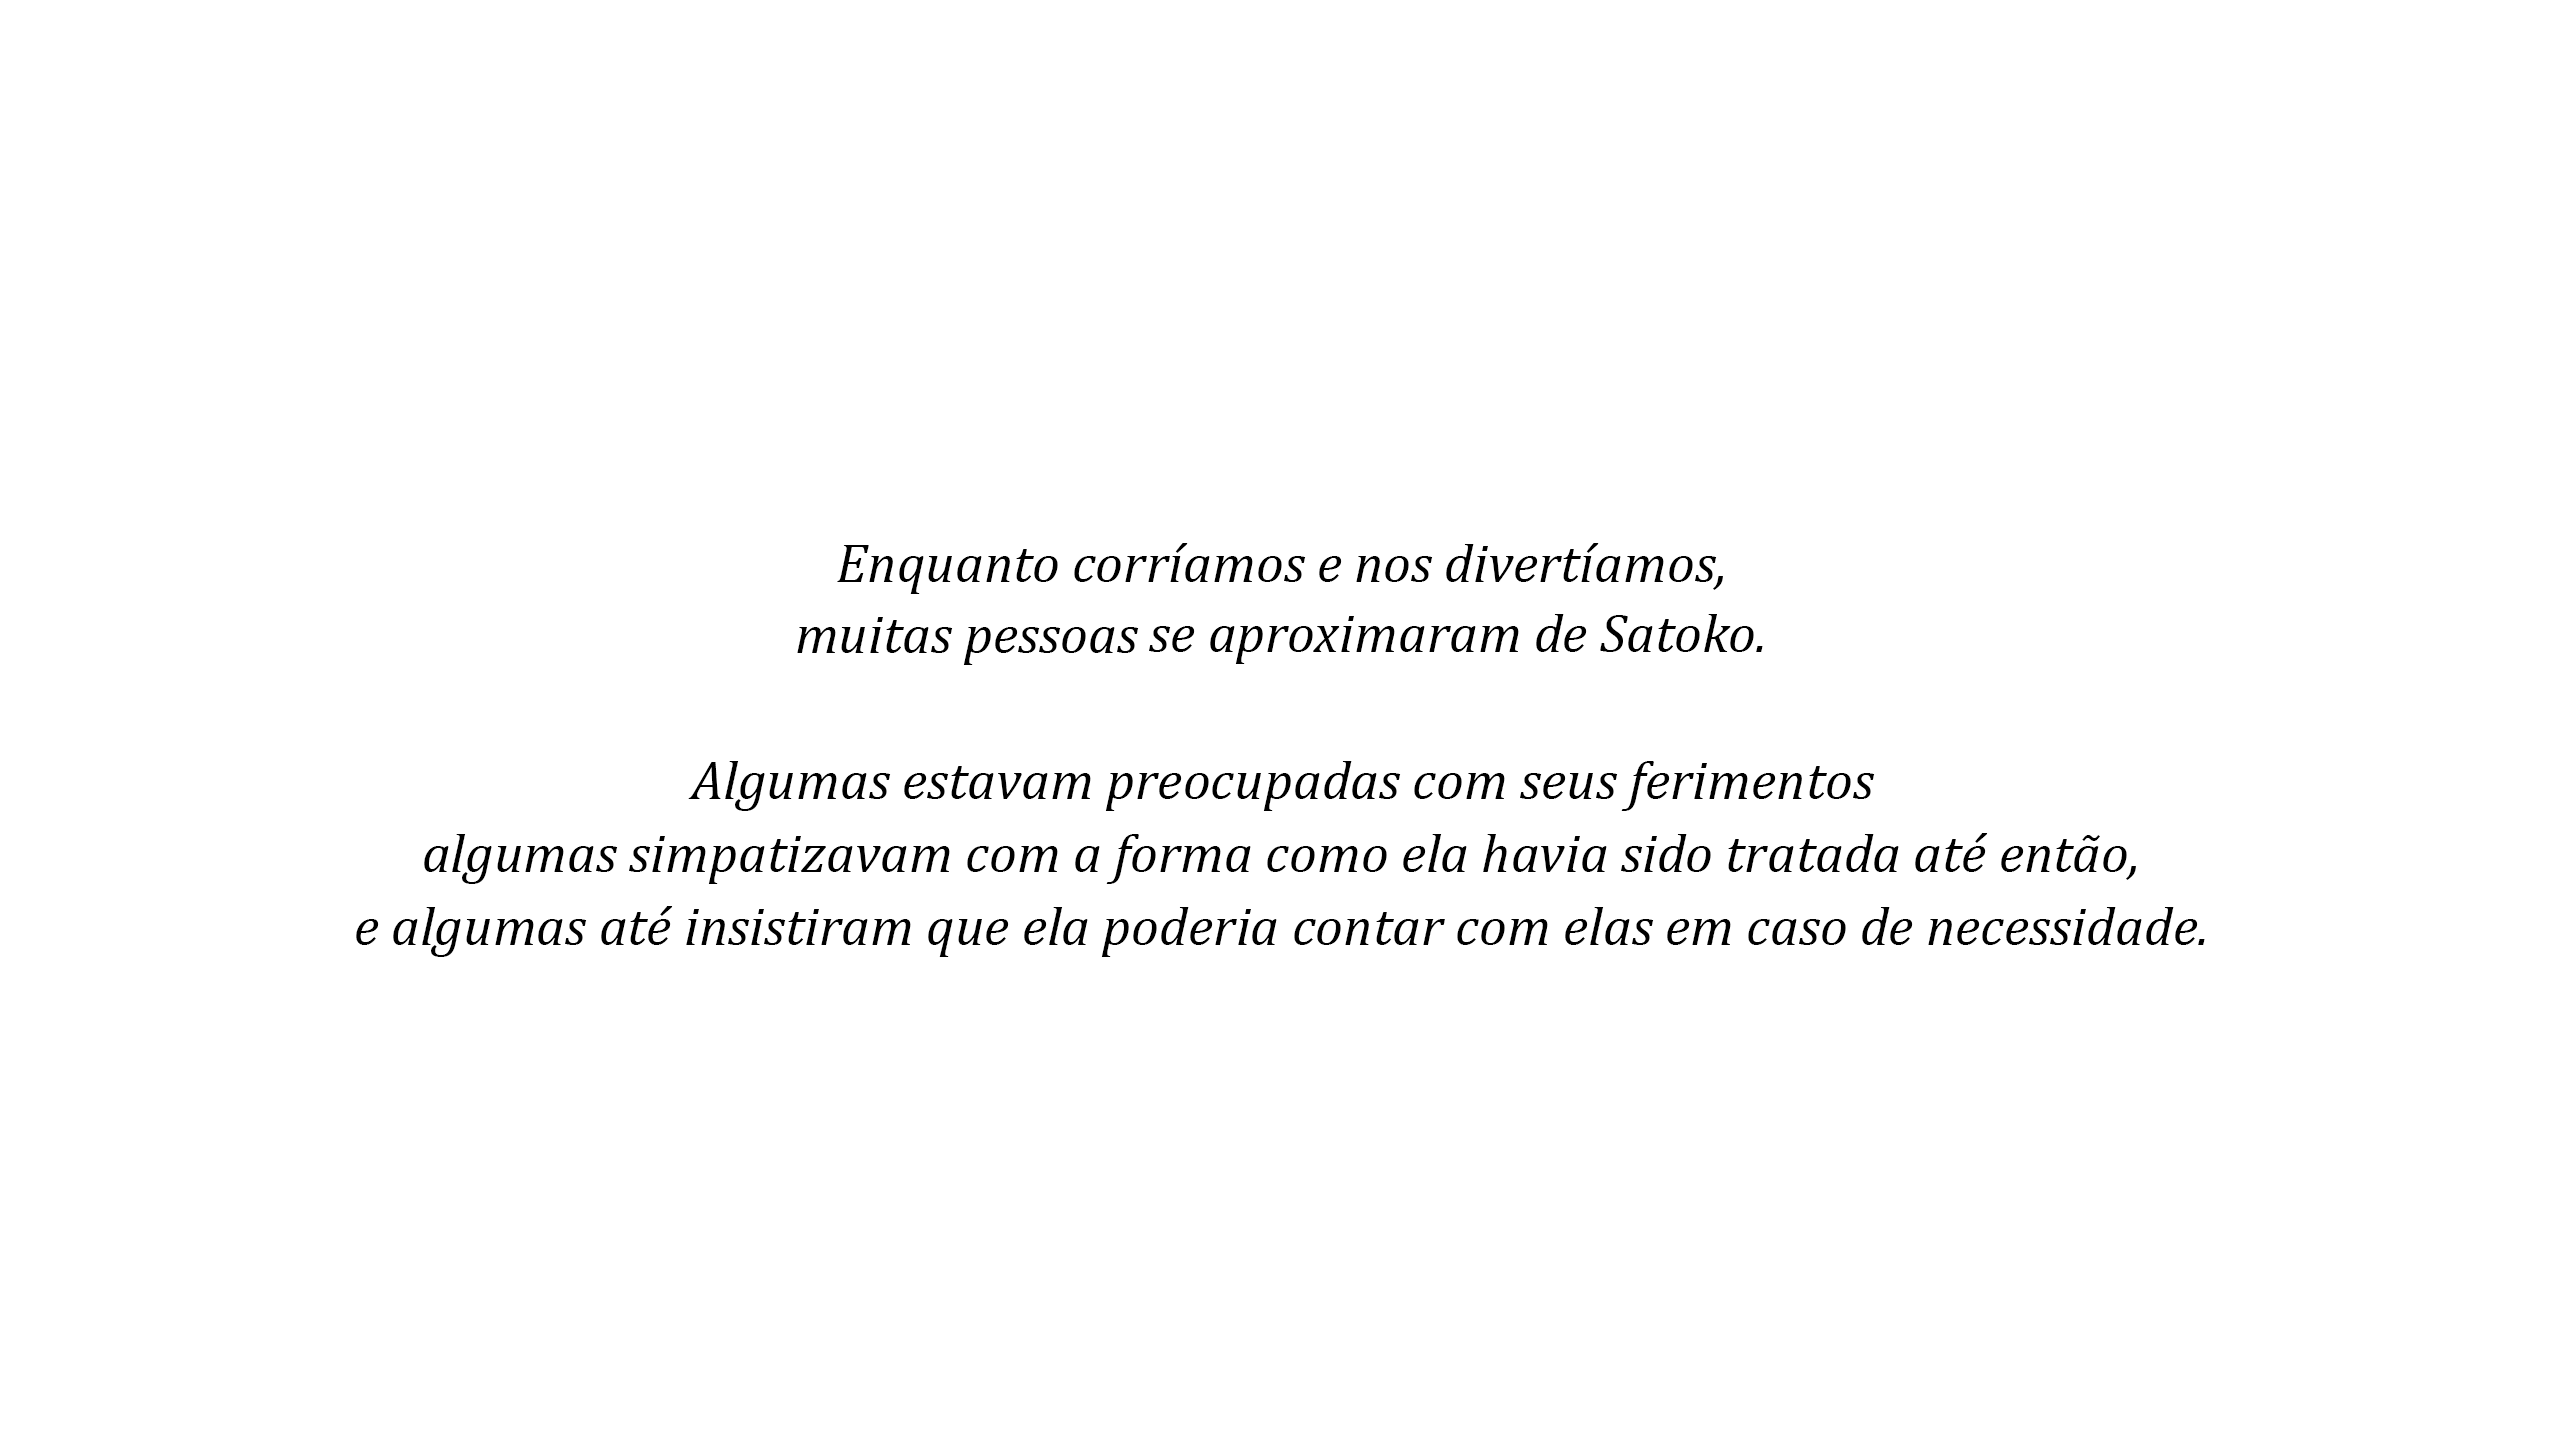 Enquanto corríamos e nos divertíamos,
muitas pessoas se aproximaram de Satoko.
Algumas estavam preocupadas com seus ferimentos
algumas simpatizavam com a forma como ela havia sido tratada até então,
e algumas até insistiram que ela poderia contar com elas em caso de necessidade.